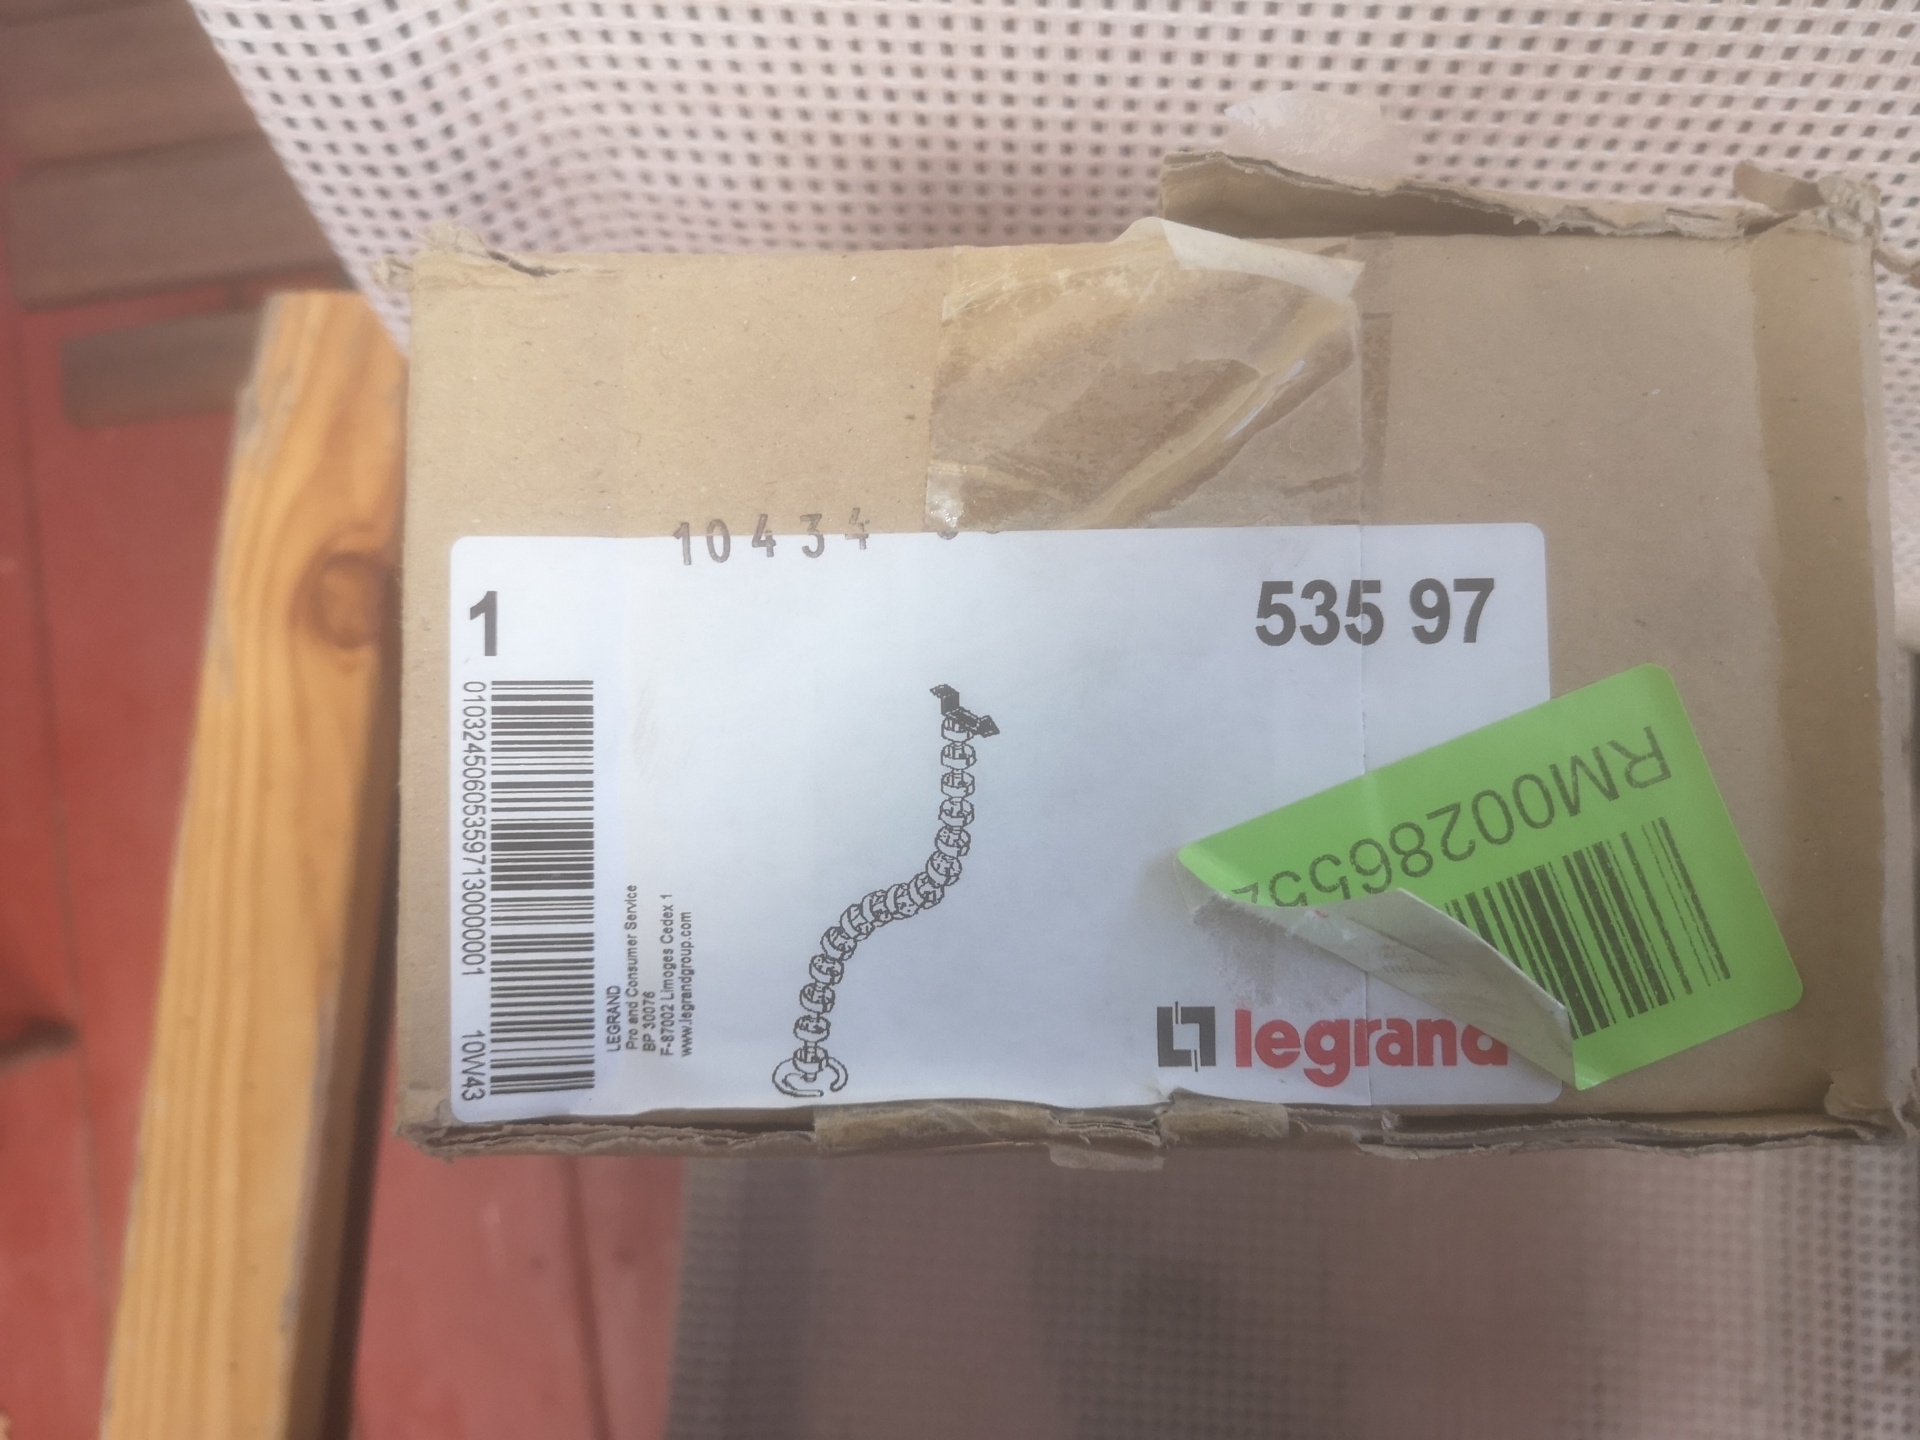 10434
1
535 97
010324506053597130000001 10W43
LEGRAND
Pro and Consumer Service
BP 30076
F-87002 Limoges Cedex 1
www.legrandgroup.com
legrand
RM0028655